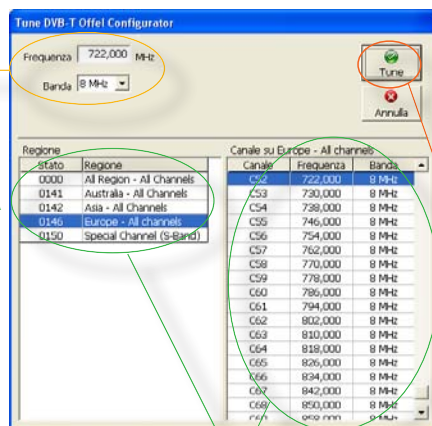 Tune DVB-T Offel Configurator
Frequenza 722,000 MHz
Banda 8 MHz
Tune
Annulla
Regione
Stato Regione
0000 All Region - All Channels
0141 Australia - All Channels
0142 Asia - All Channels
0146 Europe - All channels
0150 Special Channel (S-Band)
Canale su Europe - All channels
Canale Frequenza Banda
C52 722,000 8 MHz
C53 730,000 8 MHz
C54 738,000 8 MHz
C55 746,000 8 MHz
C56 754,000 8 MHz
C57 762,000 8 MHz
C58 770,000 8 MHz
C59 778,000 8 MHz
C60 786,000 8 MHz
C61 794,000 8 MHz
C62 802,000 8 MHz
C63 810,000 8 MHz
C64 818,000 8 MHz
C65 826,000 8 MHz
C66 834,000 8 MHz
C67 842,000 8 MHz
C68 850,000 8 MHz
C69 858,000 8 MHz